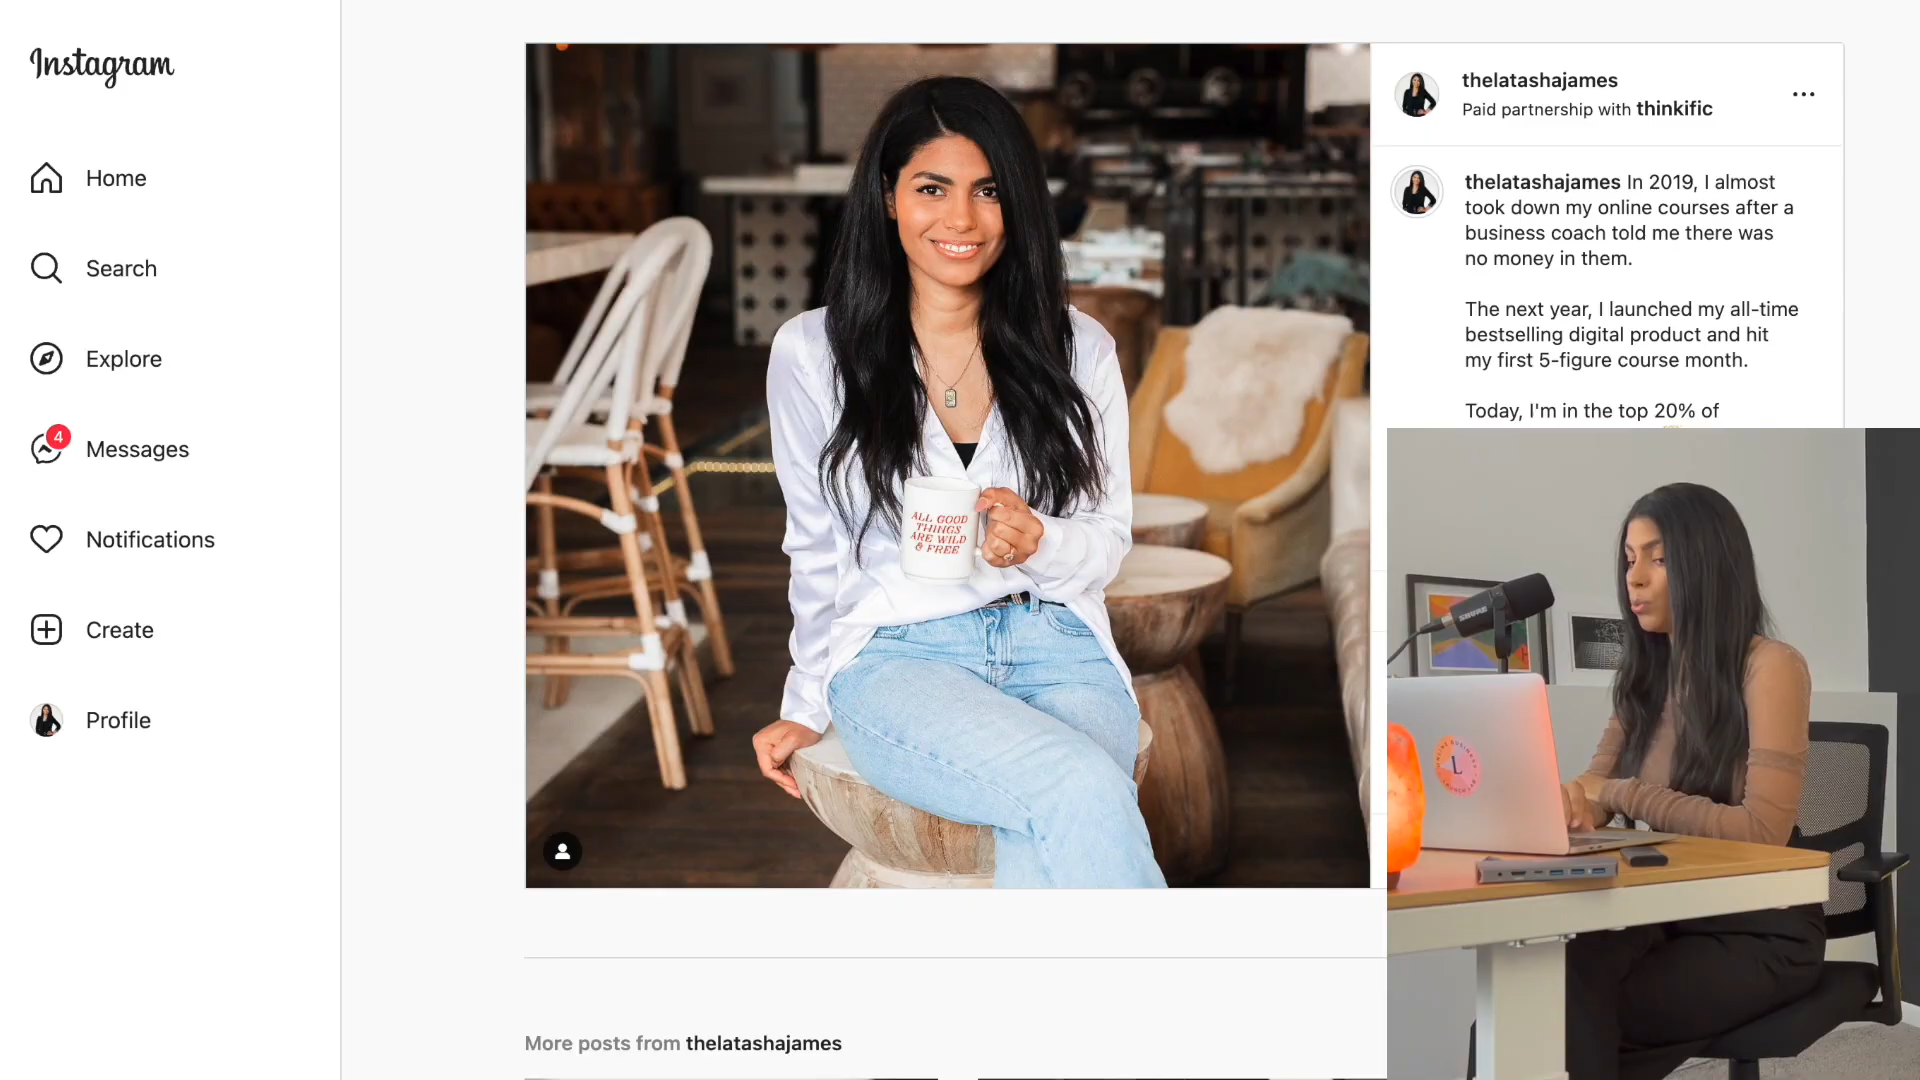 Instagram
Home
Search
Explore
4
Messages
Notifications
Create
Profile
ALL GOOD
THINGS
ARE WILD
& FREE
thelatashajames
Paid partnership with thinkific
thelatashajames In 2019, I almost
took down my online courses after a
business coach told me there was
no money in them.
The next year, I launched my all-time
bestselling digital product and hit
my first 5-figure course month.
Today, I'm in the top 20% of
SHURE
L
More posts from thelatashajames